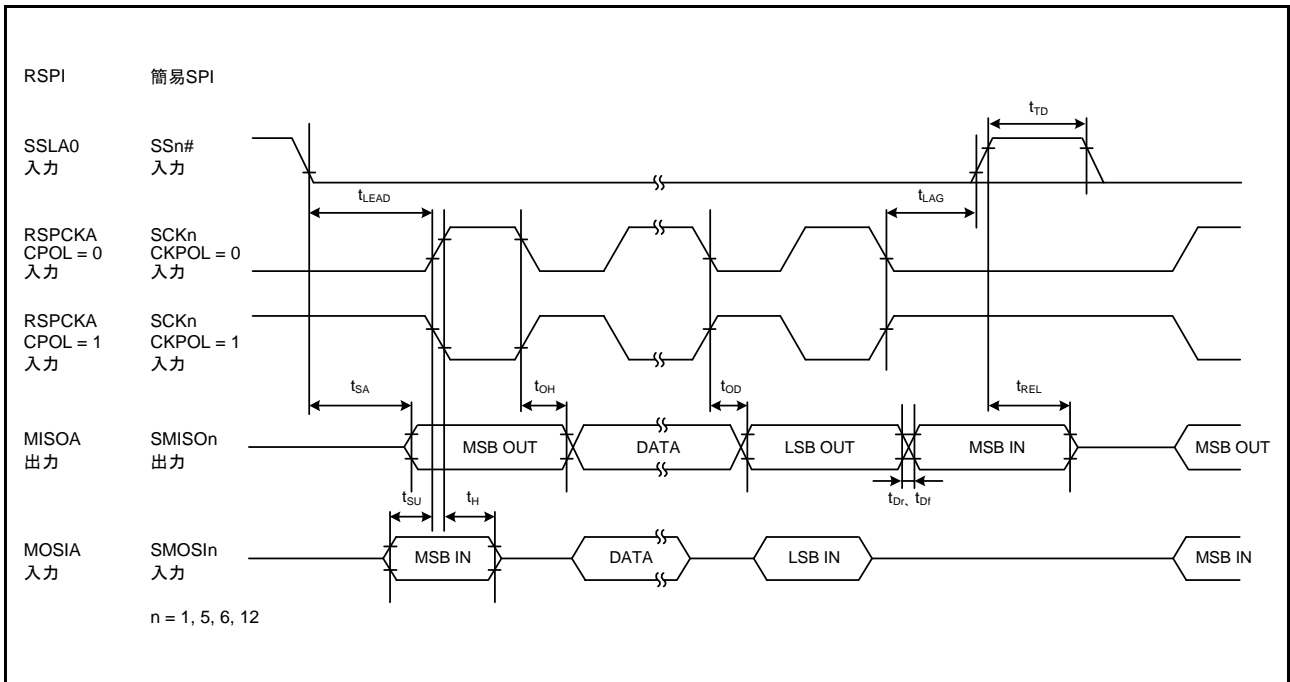 RSPI 簡易SPI
tTD
SSLA0 SSn#
入力 入力
tLEAD tLAG
RSPCKA SCKn
CPOL = 0 CKPOL = 0
入力 入力
RSPCKA SCKn
CPOL = 1 CKPOL = 1
入力 入力
tSA tOH tOD tREL
MISOA SMISOn MSB OUT DATA LSB OUT MSB IN MSB OUT
出力 出力
tSU tH tDr、tDf
MOSIA SMOSIn MSB IN DATA LSB IN MSB IN
入力 入力
n = 1, 5, 6, 12